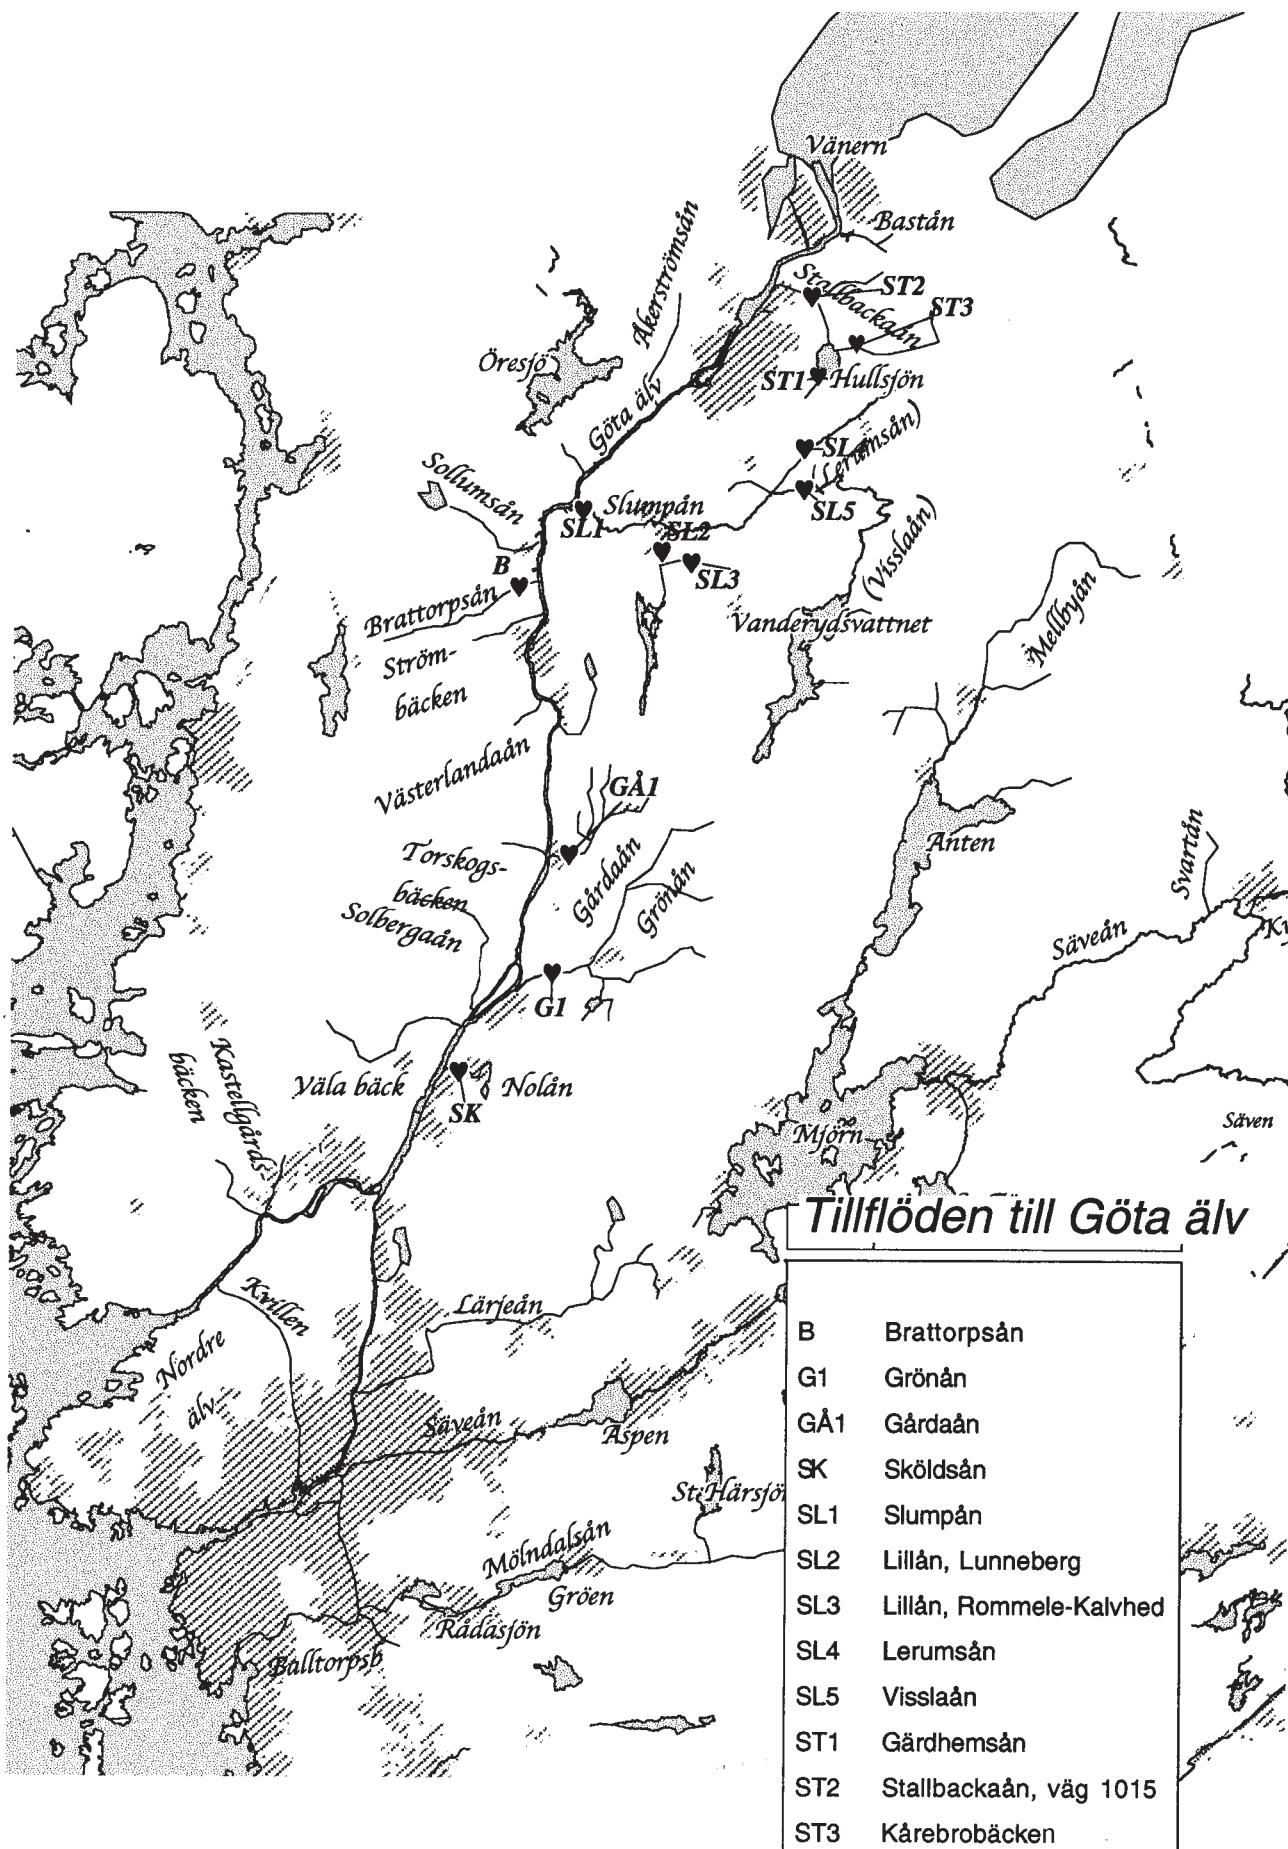 Vänern
Bastån
Åkerströmsån
Stallbackaån
ST2
ST3
Öresjö
ST1
Hullsjön
Göta älv
SL4
(Lerumsån)
Sollumsån
Slumpån
SL1
SL5
SL2
(Visslaån)
B
SL3
Brattorpsån
Vanderydsvattnet
Mellbyån
Ström-
bäcken
Västerlandaån
GÅ1
Anten
Svartån
Torskogs-
bäcken
Gårdaån
Grönån
Solbergaån
Säveån
G1
Kastellgårds-
bäcken
Väla bäck
Nolån
SK
Mjörn
Säven
Tillflöden till Göta älv
Kvillen
Lärjeån
Nordre
älv
Säveån
Aspen
St Härsjön
Mölndalsån
Gröen
Rådasjön
Balltorpsb
B Brattorpsån
G1 Grönån
GÅ1 Gårdaån
SK Sköldsån
SL1 Slumpån
SL2 Lillån, Lunneberg
SL3 Lillån, Rommele-Kalvhed
SL4 Lerumsån
SL5 Visslaån
ST1 Gärdhemsån
ST2 Stallbackaån, väg 1015
ST3 Kårebrobäcken